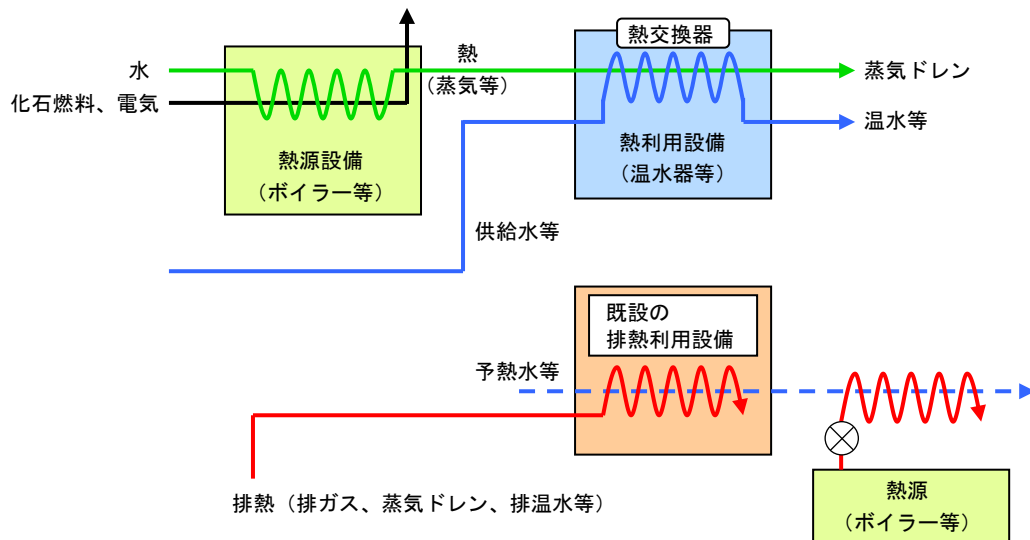 熱交換器
水
熱
(蒸気等)
蒸気ドレン
化石燃料、電気
温水等
熱源設備
(ボイラー等)
熱利用設備
(温水器等)
供給水等
既設の
排熱利用設備
予熱水等
排熱(排ガス、蒸気ドレン、排温水等)
熱源
(ボイラー等)